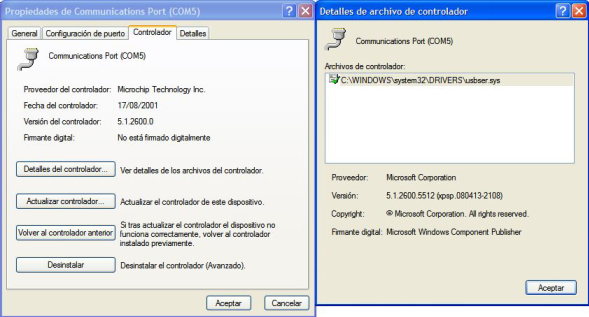 Propiedades de Communications Port (COM5)
General
Configuración de puerto
Controlador
Detalles
Communications Port (COM5)
Proveedor del controlador: Microchip Technology Inc.
Fecha del controlador: 17/08/2001
Versión del controlador: 5.1.2600.0
Firmante digital: No está firmado digitalmente
Detalles del controlador... Ver detalles de los archivos del controlador.
Actualizar controlador... Actualizar el controlador de este dispositivo.
Volver al controlador anterior
Si tras actualizar el controlador el dispositivo no
funciona correctamente, volver al controlador
instalado previamente.
Desinstalar Desinstalar el controlador (Avanzado).
Aceptar Cancelar
Detalles de archivo de controlador
Communications Port (COM5)
Archivos de controlador:
C:\WINDOWS\system32\DRIVERS\usbser.sys
Proveedor: Microsoft Corporation
Versión: 5.1.2600.5512 (xpsp.080413-2108)
Copyright: © Microsoft Corporation. All rights reserved.
Firmante digital: Microsoft Windows Component Publisher
Aceptar